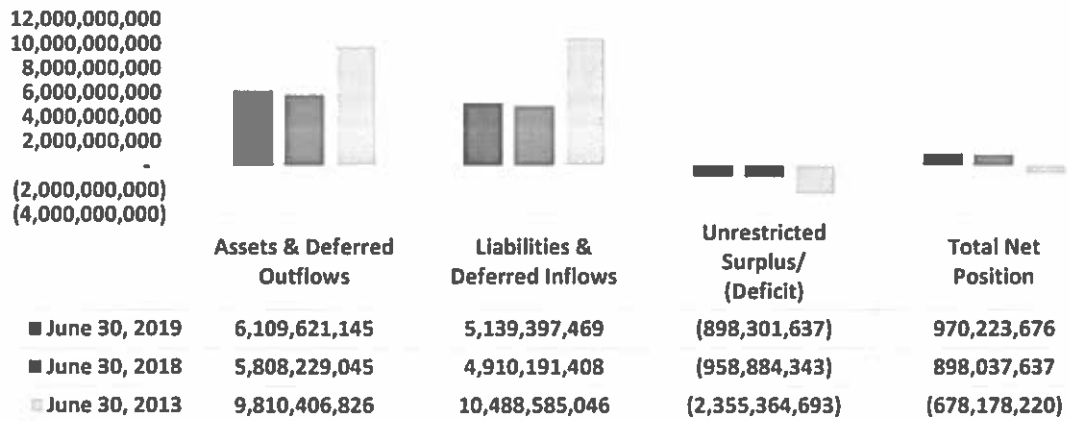 12,000,000,000
10,000,000,000
8,000,000,000
6,000,000,000
4,000,000,000
2,000,000,000
-
(2,000,000,000)
(4,000,000,000)
Assets & Deferred Outflows
Liabilities & Deferred Inflows
Unrestricted Surplus/ (Deficit)
Total Net Position
June 30, 2019 6,109,621,145 5,139,397,469 (898,301,637) 970,223,676
June 30, 2018 5,808,229,045 4,910,191,408 (958,884,343) 898,037,637
June 30, 2013 9,810,406,826 10,488,585,046 (2,355,364,693) (678,178,220)